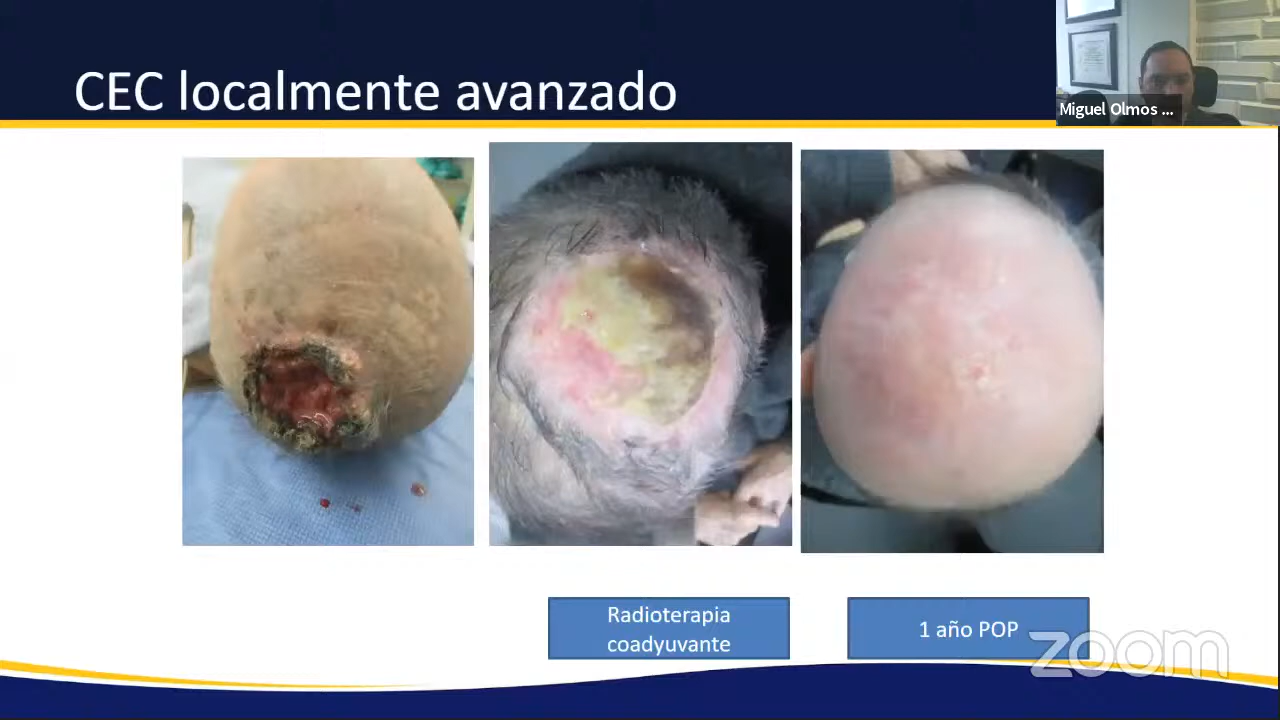 CEC localmente avanzado
Miguel Olmos ...
Radioterapia
coadyuvante
1 año POP
zoom